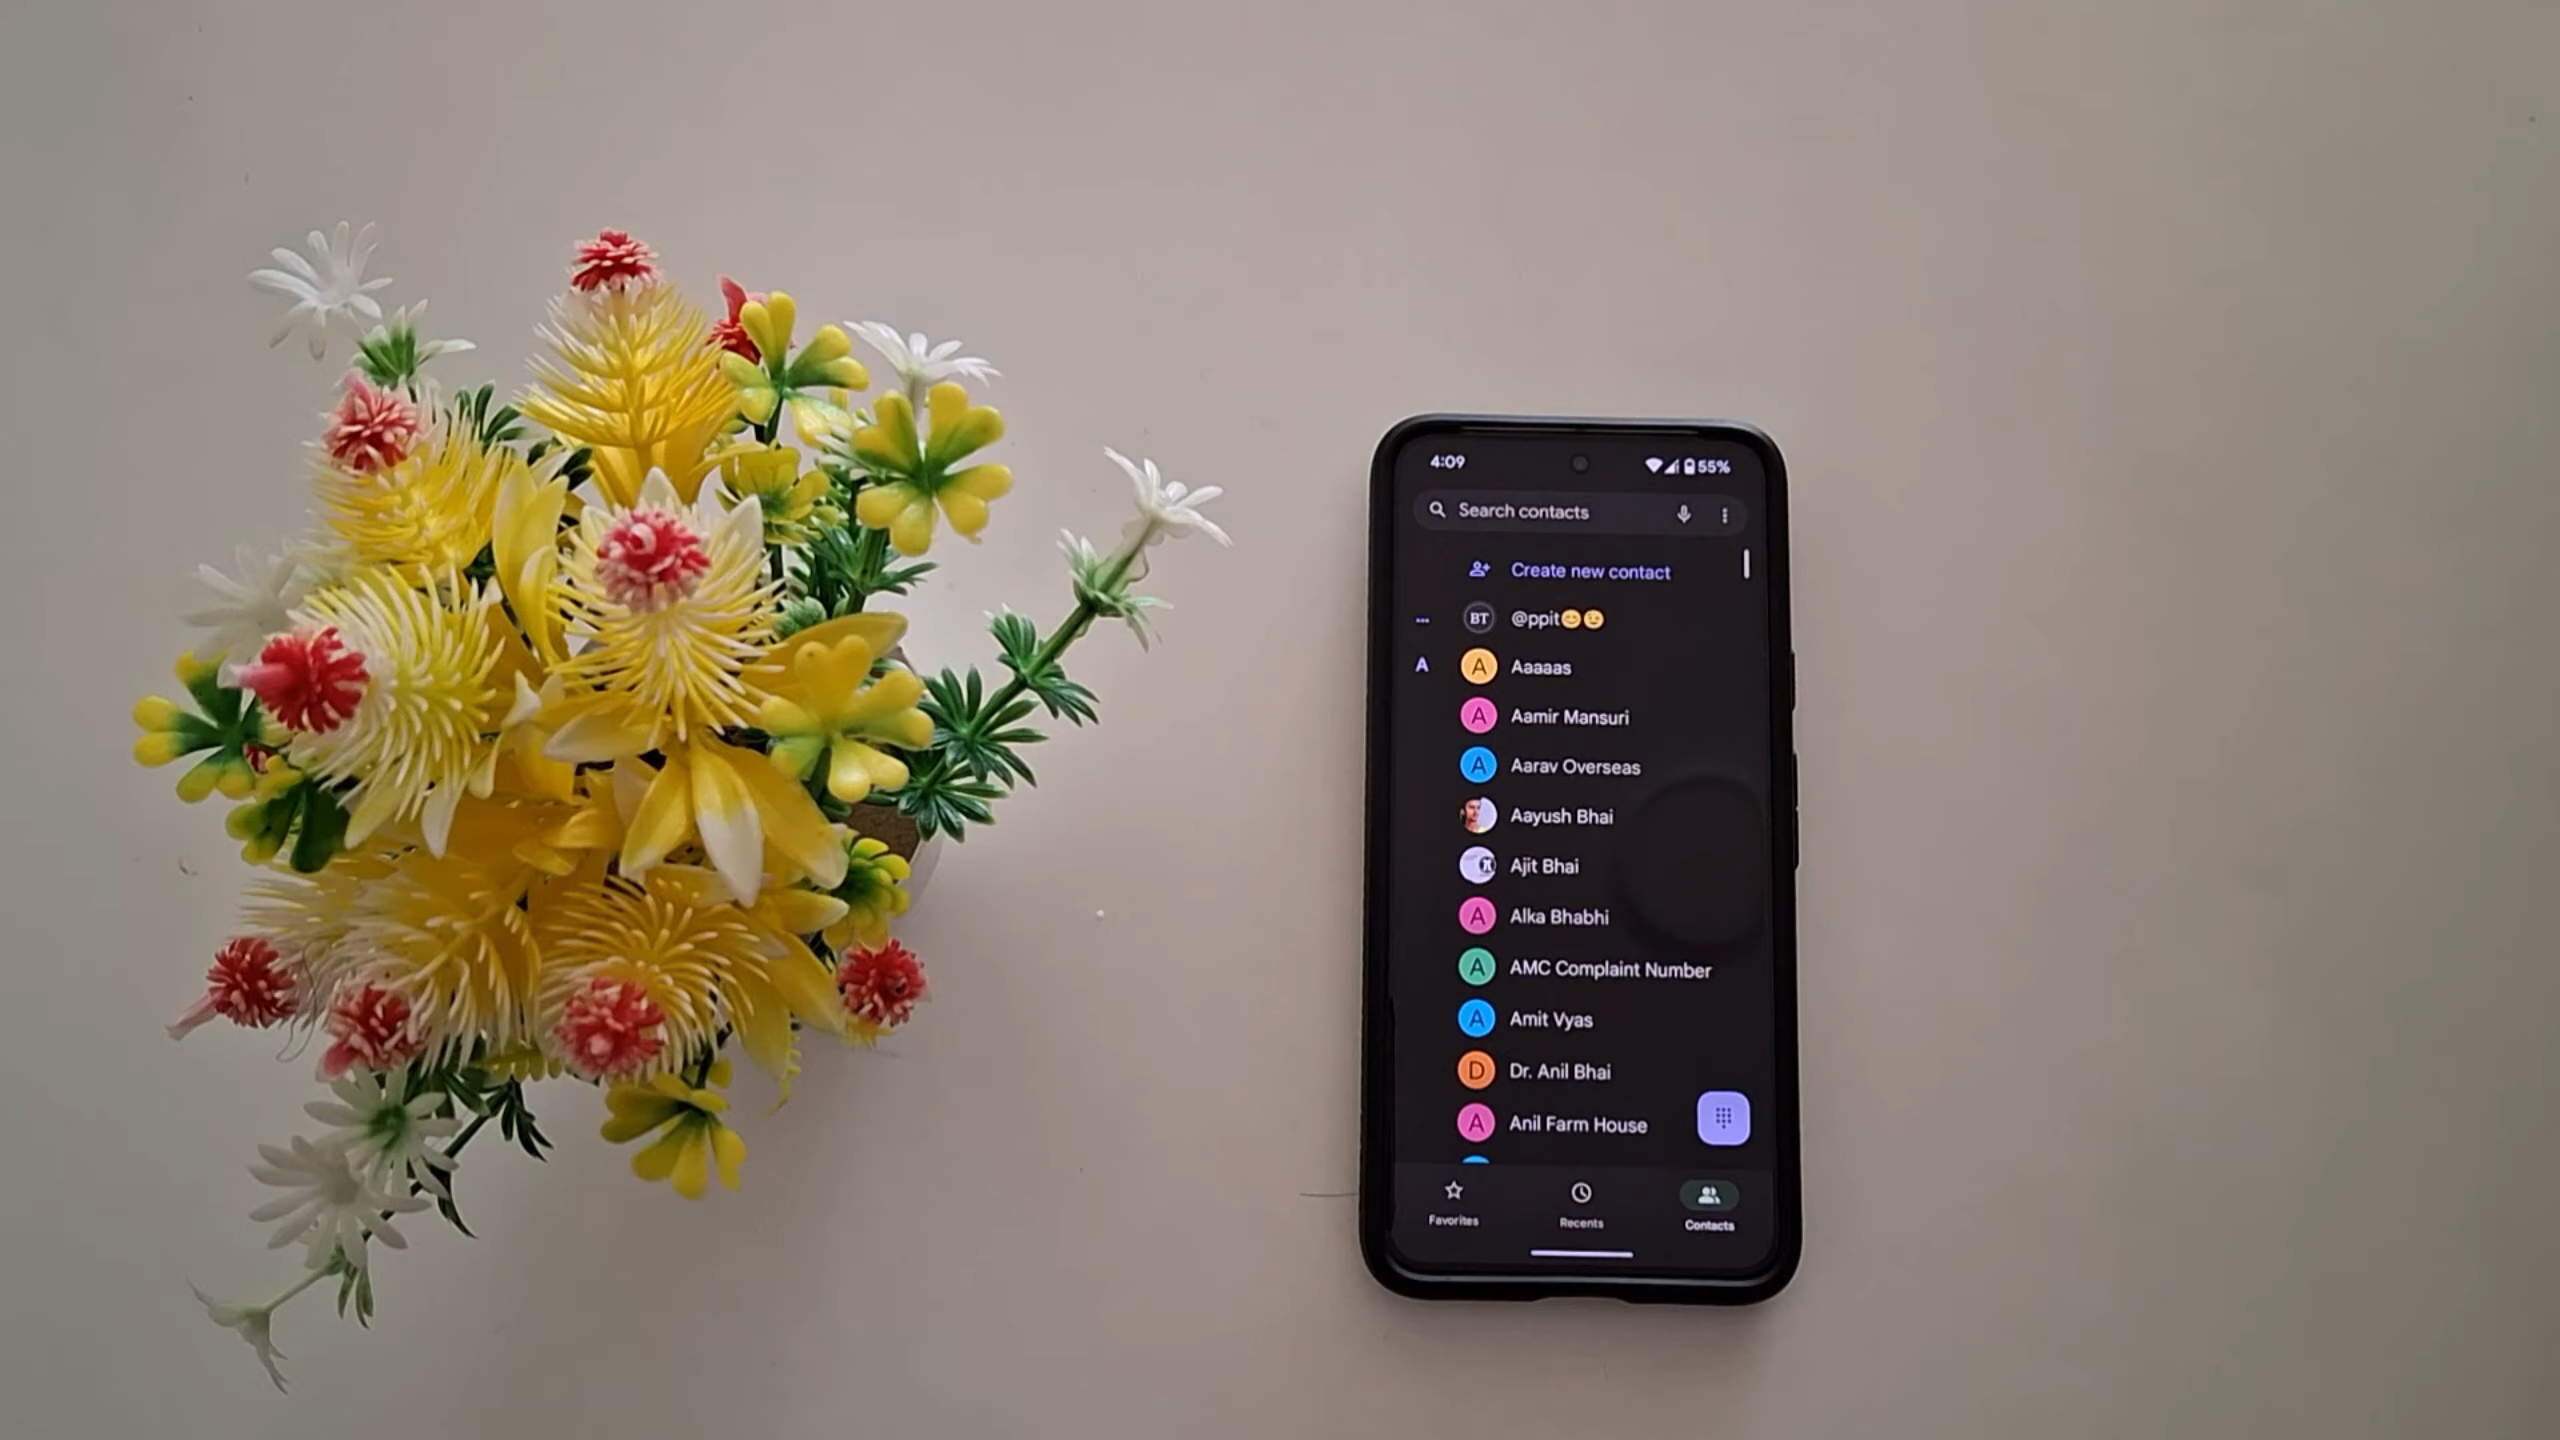 4:09 55%
Search contacts
Create new contact
... BT @ppit😊😉
A A Aaaaas
A Aamir Mansuri
A Aarav Overseas
Aayush Bhai
Ajit Bhai
A Alka Bhabhi
A AMC Complaint Number
A Amit Vyas
D Dr. Anil Bhai
A Anil Farm House
Favorites Recents Contacts